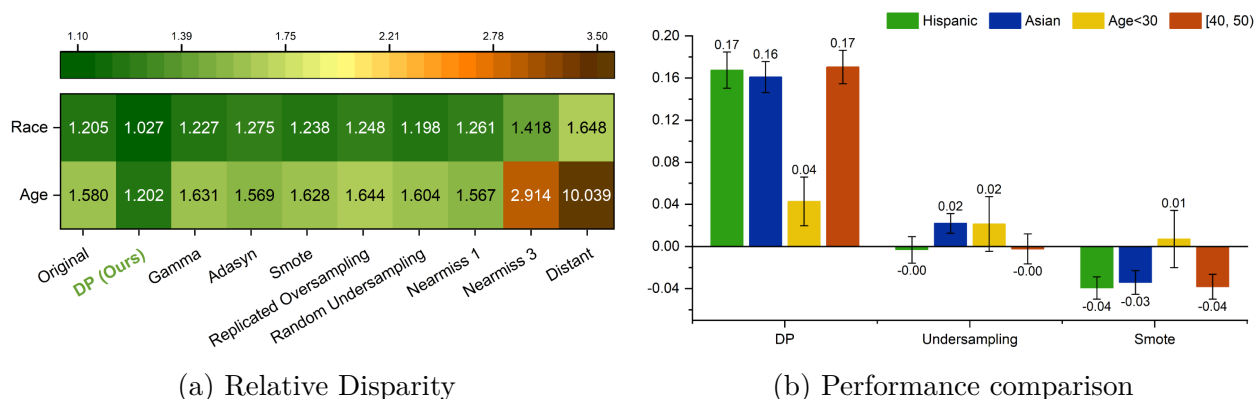 1.10 1.39 1.75 2.21 2.78 3.50
Race 1.205 1.027 1.227 1.275 1.238 1.248 1.198 1.261 1.418 1.648
Age 1.580 1.202 1.631 1.569 1.628 1.644 1.604 1.567 2.914 10.039
Original DP (Ours) Gamma Adasyn Smote Replicated Oversampling Random Undersampling Nearmiss 1 Nearmiss 3 Distant
(a) Relative Disparity
Hispanic Asian Age<30 [40, 50)
0.20
0.16
0.12
0.08
0.04
0.00
-0.04
0.17 0.16 0.04 0.17
-0.00 0.02 0.02 -0.00
-0.04 -0.03 0.01 -0.04
DP Undersampling Smote
(b) Performance comparison